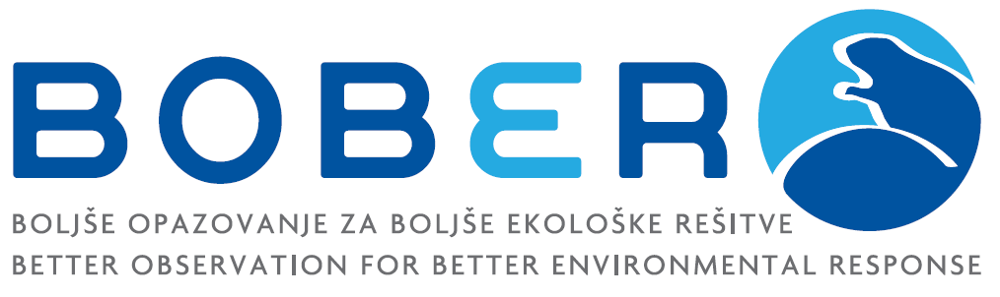 BOBER
BOLJŠE OPAZOVANJE ZA BOLJŠE EKOLOŠKE REŠITVE
BETTER OBSERVATION FOR BETTER ENVIRONMENTAL RESPONSE